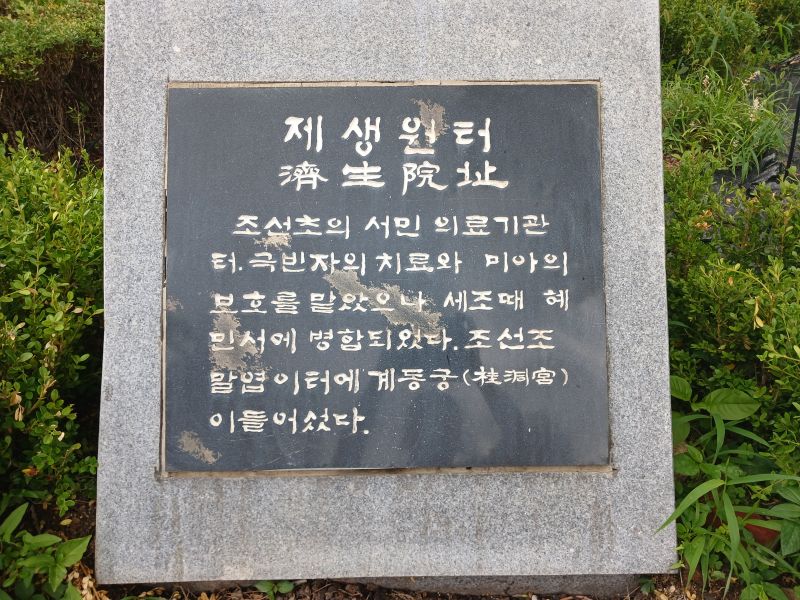 제생원터
濟生院址
조선초의 서민 의료기관
터. 극빈자의 치료와 미아의
보호를 맡았으나 세조때 혜
민서에 병합되었다. 조선조
말엽 이터에 계동궁(桂洞宮)
이들어섰다.